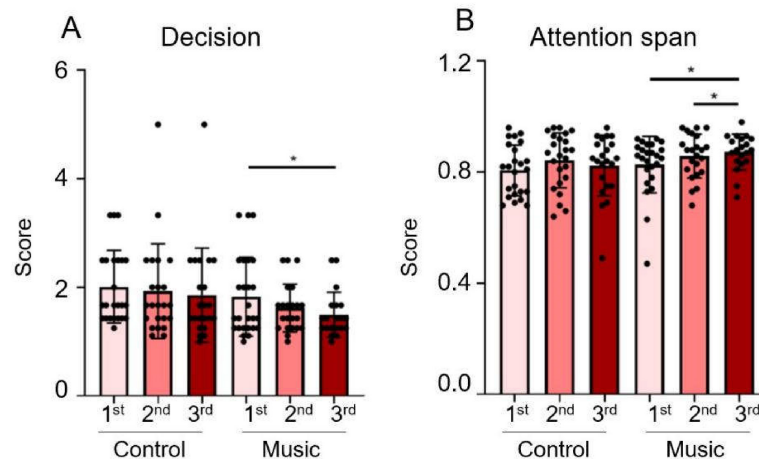 A
Decision
6
4
2
0
Score
*
1st 2nd 3rd 1st 2nd 3rd
Control Music
B
Attention span
1.2
0.8
0.4
0.0
Score
*
*
1st 2nd 3rd 1st 2nd 3rd
Control Music